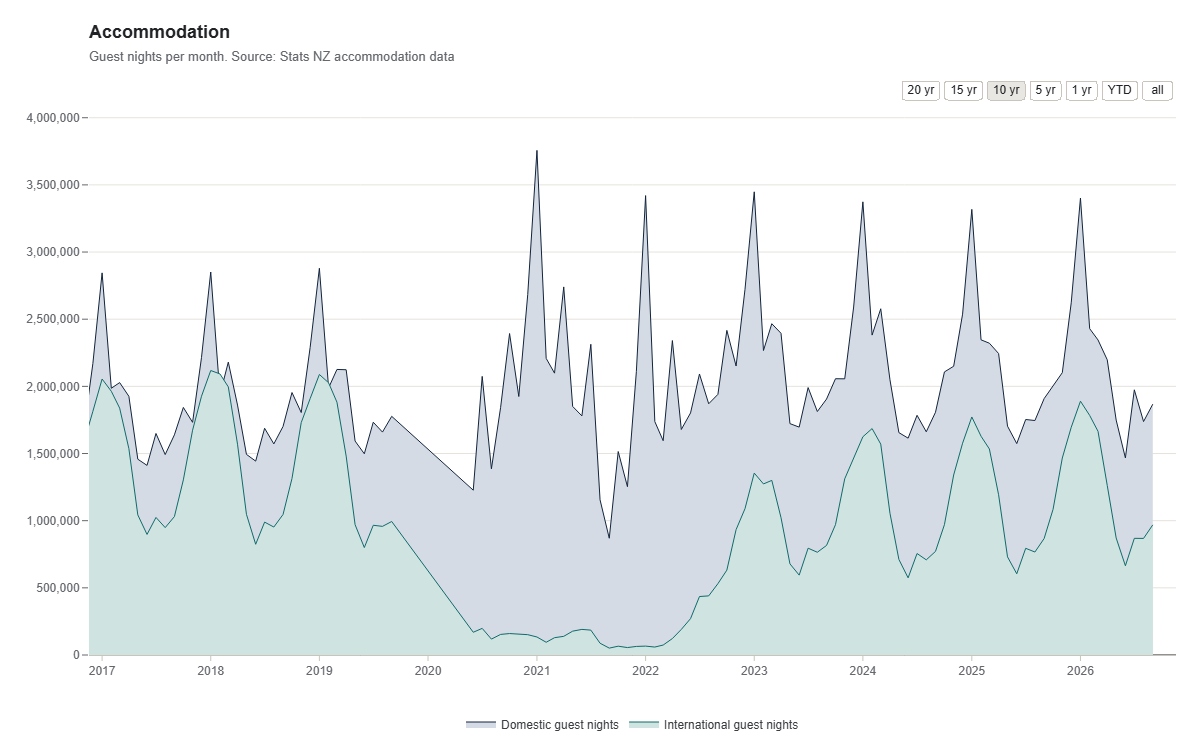 Accommodation
Guest nights per month. Source: Stats NZ accommodation data
20 yr 15 yr 10 yr 5 yr 1 yr YTD all
4,000,000
3,500,000
3,000,000
2,500,000
2,000,000
1,500,000
1,000,000
500,000
0
2017 2018 2019 2020 2021 2022 2023 2024 2025 2026
Domestic guest nights International guest nights